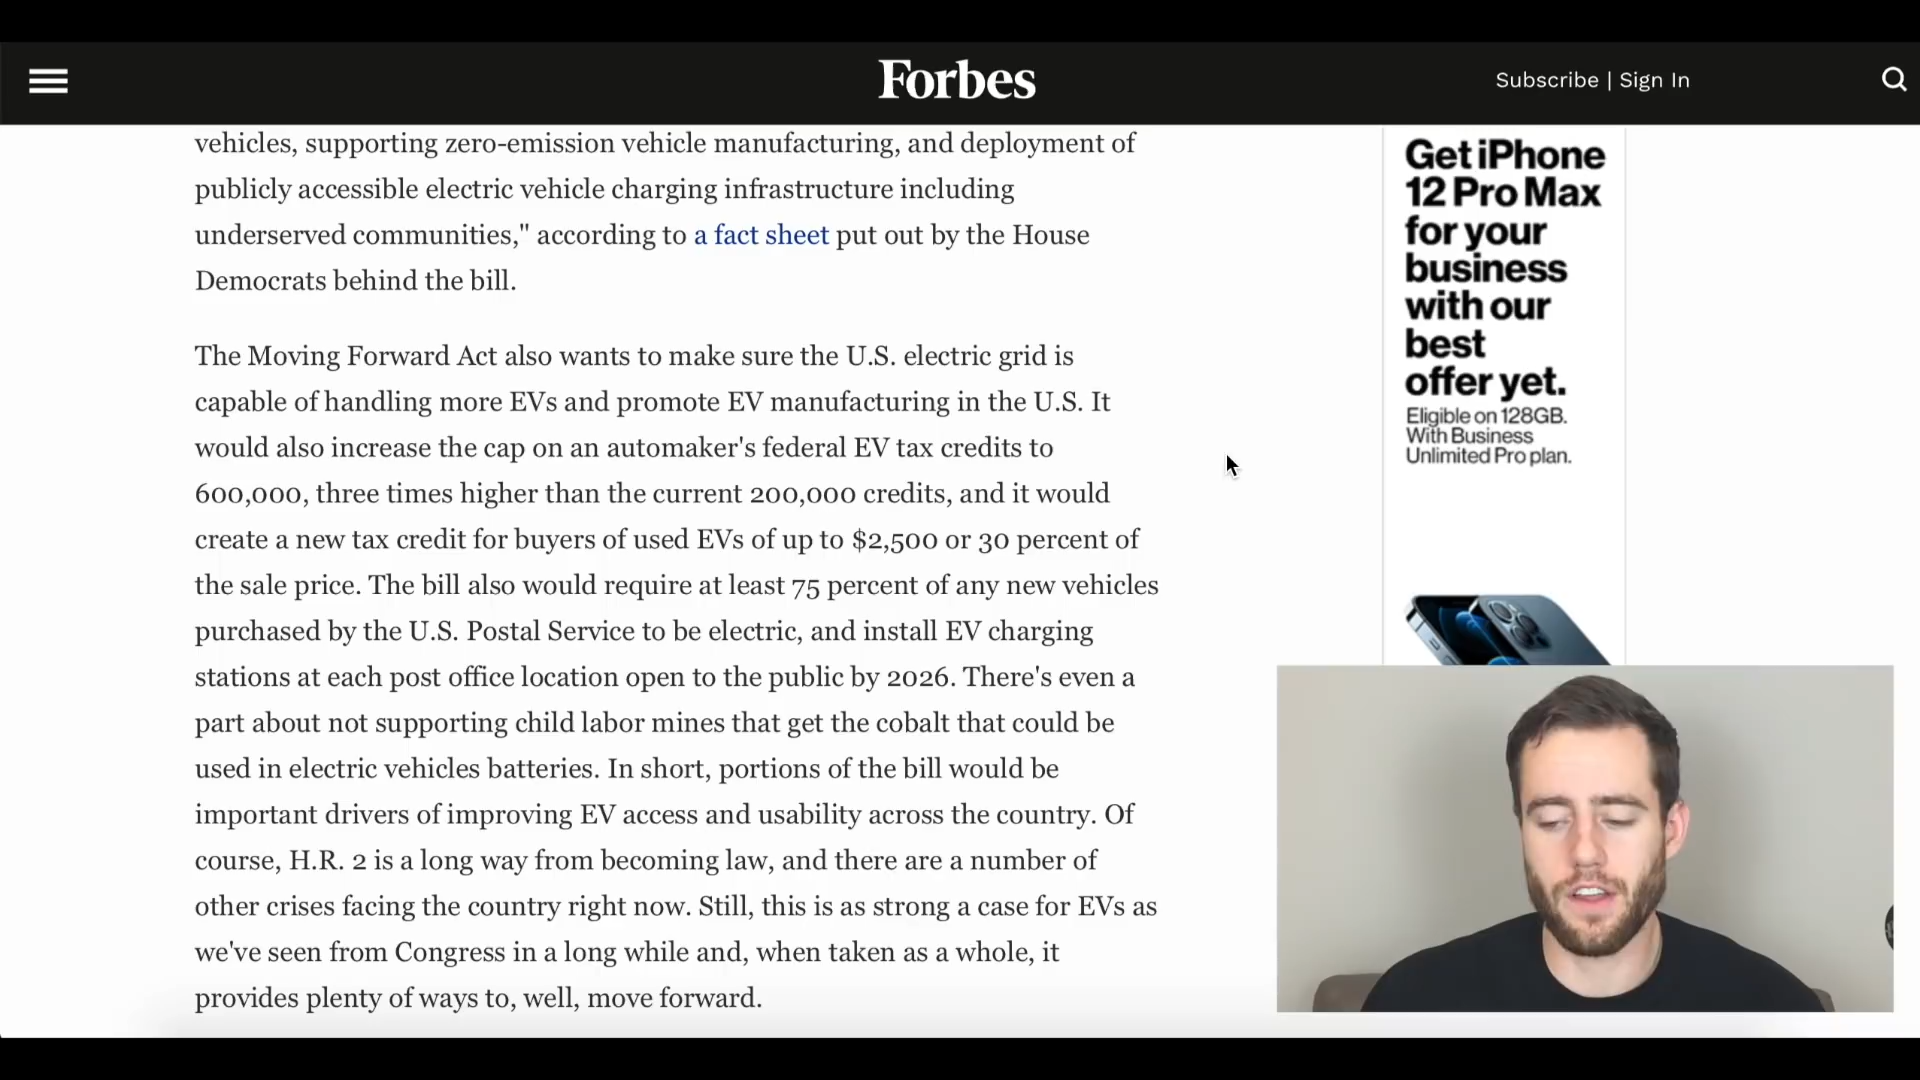 Forbes
Subscribe | Sign In
vehicles, supporting zero-emission vehicle manufacturing, and deployment of
publicly accessible electric vehicle charging infrastructure including
underserved communities," according to a fact sheet put out by the House
Democrats behind the bill.
The Moving Forward Act also wants to make sure the U.S. electric grid is
capable of handling more EVs and promote EV manufacturing in the U.S. It
would also increase the cap on an automaker's federal EV tax credits to
600,000, three times higher than the current 200,000 credits, and it would
create a new tax credit for buyers of used EVs of up to $2,500 or 30 percent of
the sale price. The bill also would require at least 75 percent of any new vehicles
purchased by the U.S. Postal Service to be electric, and install EV charging
stations at each post office location open to the public by 2026. There's even a
part about not supporting child labor mines that get the cobalt that could be
used in electric vehicles batteries. In short, portions of the bill would be
important drivers of improving EV access and usability across the country. Of
course, H.R. 2 is a long way from becoming law, and there are a number of
other crises facing the country right now. Still, this is as strong a case for EVs as
we've seen from Congress in a long while and, when taken as a whole, it
provides plenty of ways to, well, move forward.
Get iPhone
12 Pro Max
for your
business
with our
best
offer yet.
Eligible on 128GB.
With Business
Unlimited Pro plan.